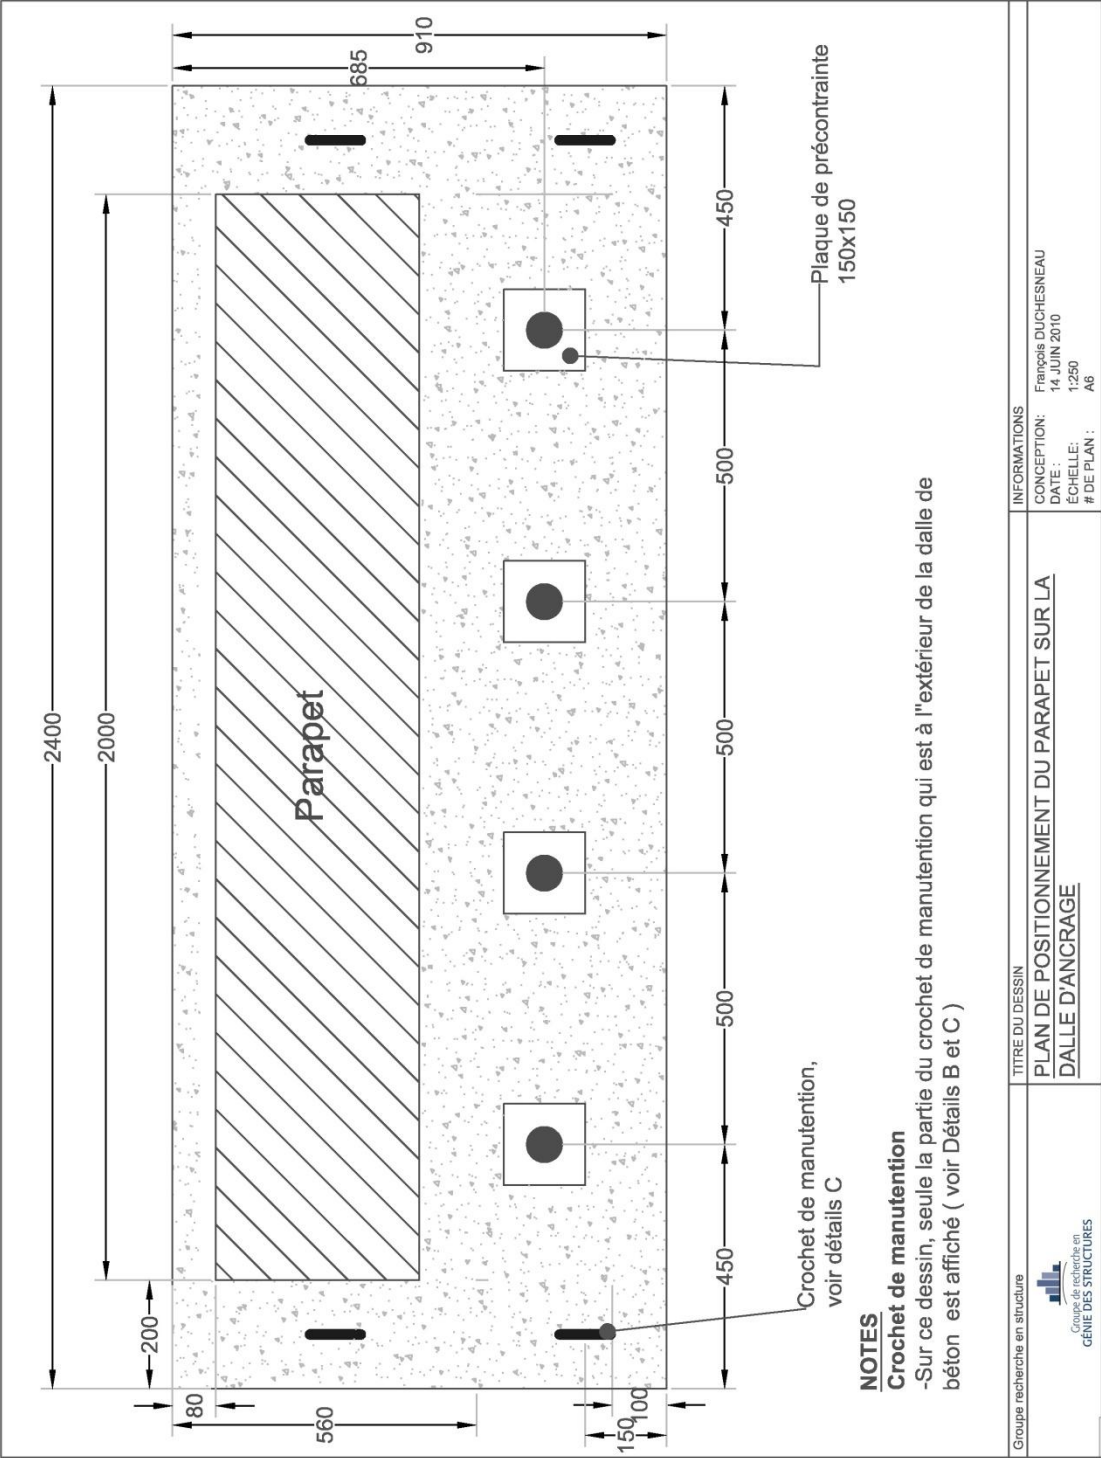 2400
2000
200
80
560
150
100
685
910
Parapet
450
500
500
500
450
Crochet de manutention,
voir détails C
Plaque de précontrainte
150x150
NOTES
Crochet de manutention
-Sur ce dessin, seule la partie du crochet de manutention qui est à l"extérieur de la dalle de
béton est affiché ( voir Détails B et C )
Groupe recherche en structure
Groupe de recherche en
GÉNIE DES STRUCTURES
TITRE DU DESSIN
PLAN DE POSITIONNEMENT DU PARAPET SUR LA
DALLE D'ANCRAGE
INFORMATIONS
CONCEPTION: François DUCHESNEAU
DATE : 14 JUIN 2010
ÉCHELLE: 1:250
# DE PLAN : A6